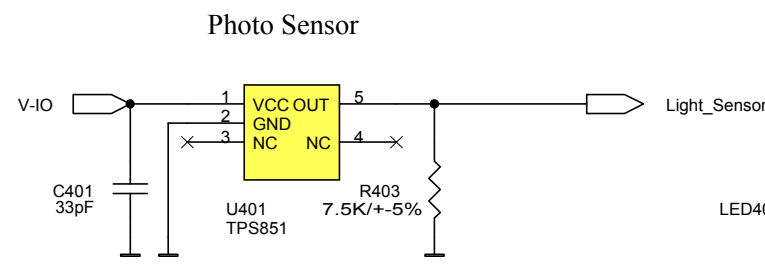 Photo Sensor
V-IO
1
VCC OUT
5
Light_Sensor
2
GND
3
NC
NC
4
C401
33pF
U401
TPS851
R403
7.5K/+-5%
LED40